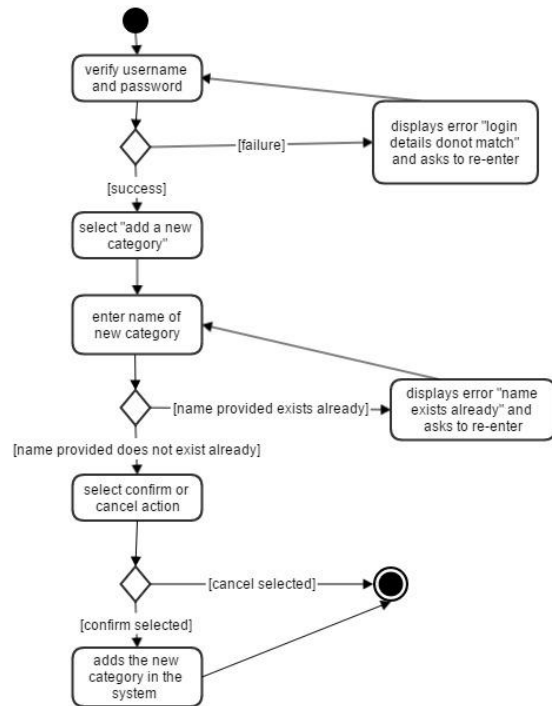 verify username
and password
[failure]
displays error "login
details donot match"
and asks to re-enter
[success]
select "add a new
category"
enter name of
new category
[name provided exists already]
displays error "name
exists already" and
asks to re-enter
[name provided does not exist already]
select confirm or
cancel action
[cancel selected]
[confirm selected]
adds the new
category in the
system